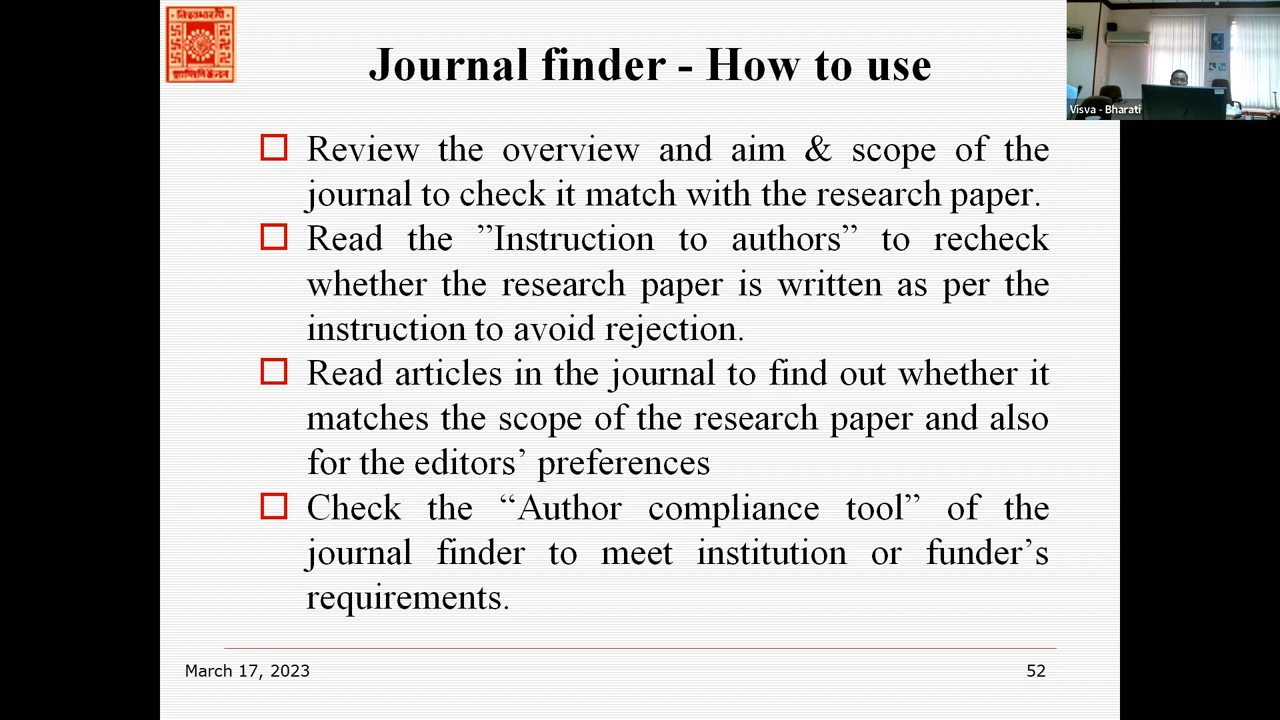 বিশ্বভারতী
Journal finder - How to use
Visva - Bharati
Review the overview and aim & scope of the
journal to check it match with the research paper.
Read the ”Instruction to authors” to recheck
whether the research paper is written as per the
instruction to avoid rejection.
Read articles in the journal to find out whether it
matches the scope of the research paper and also
for the editors’ preferences
Check the “Author compliance tool” of the
journal finder to meet institution or funder’s
requirements.
March 17, 2023
52